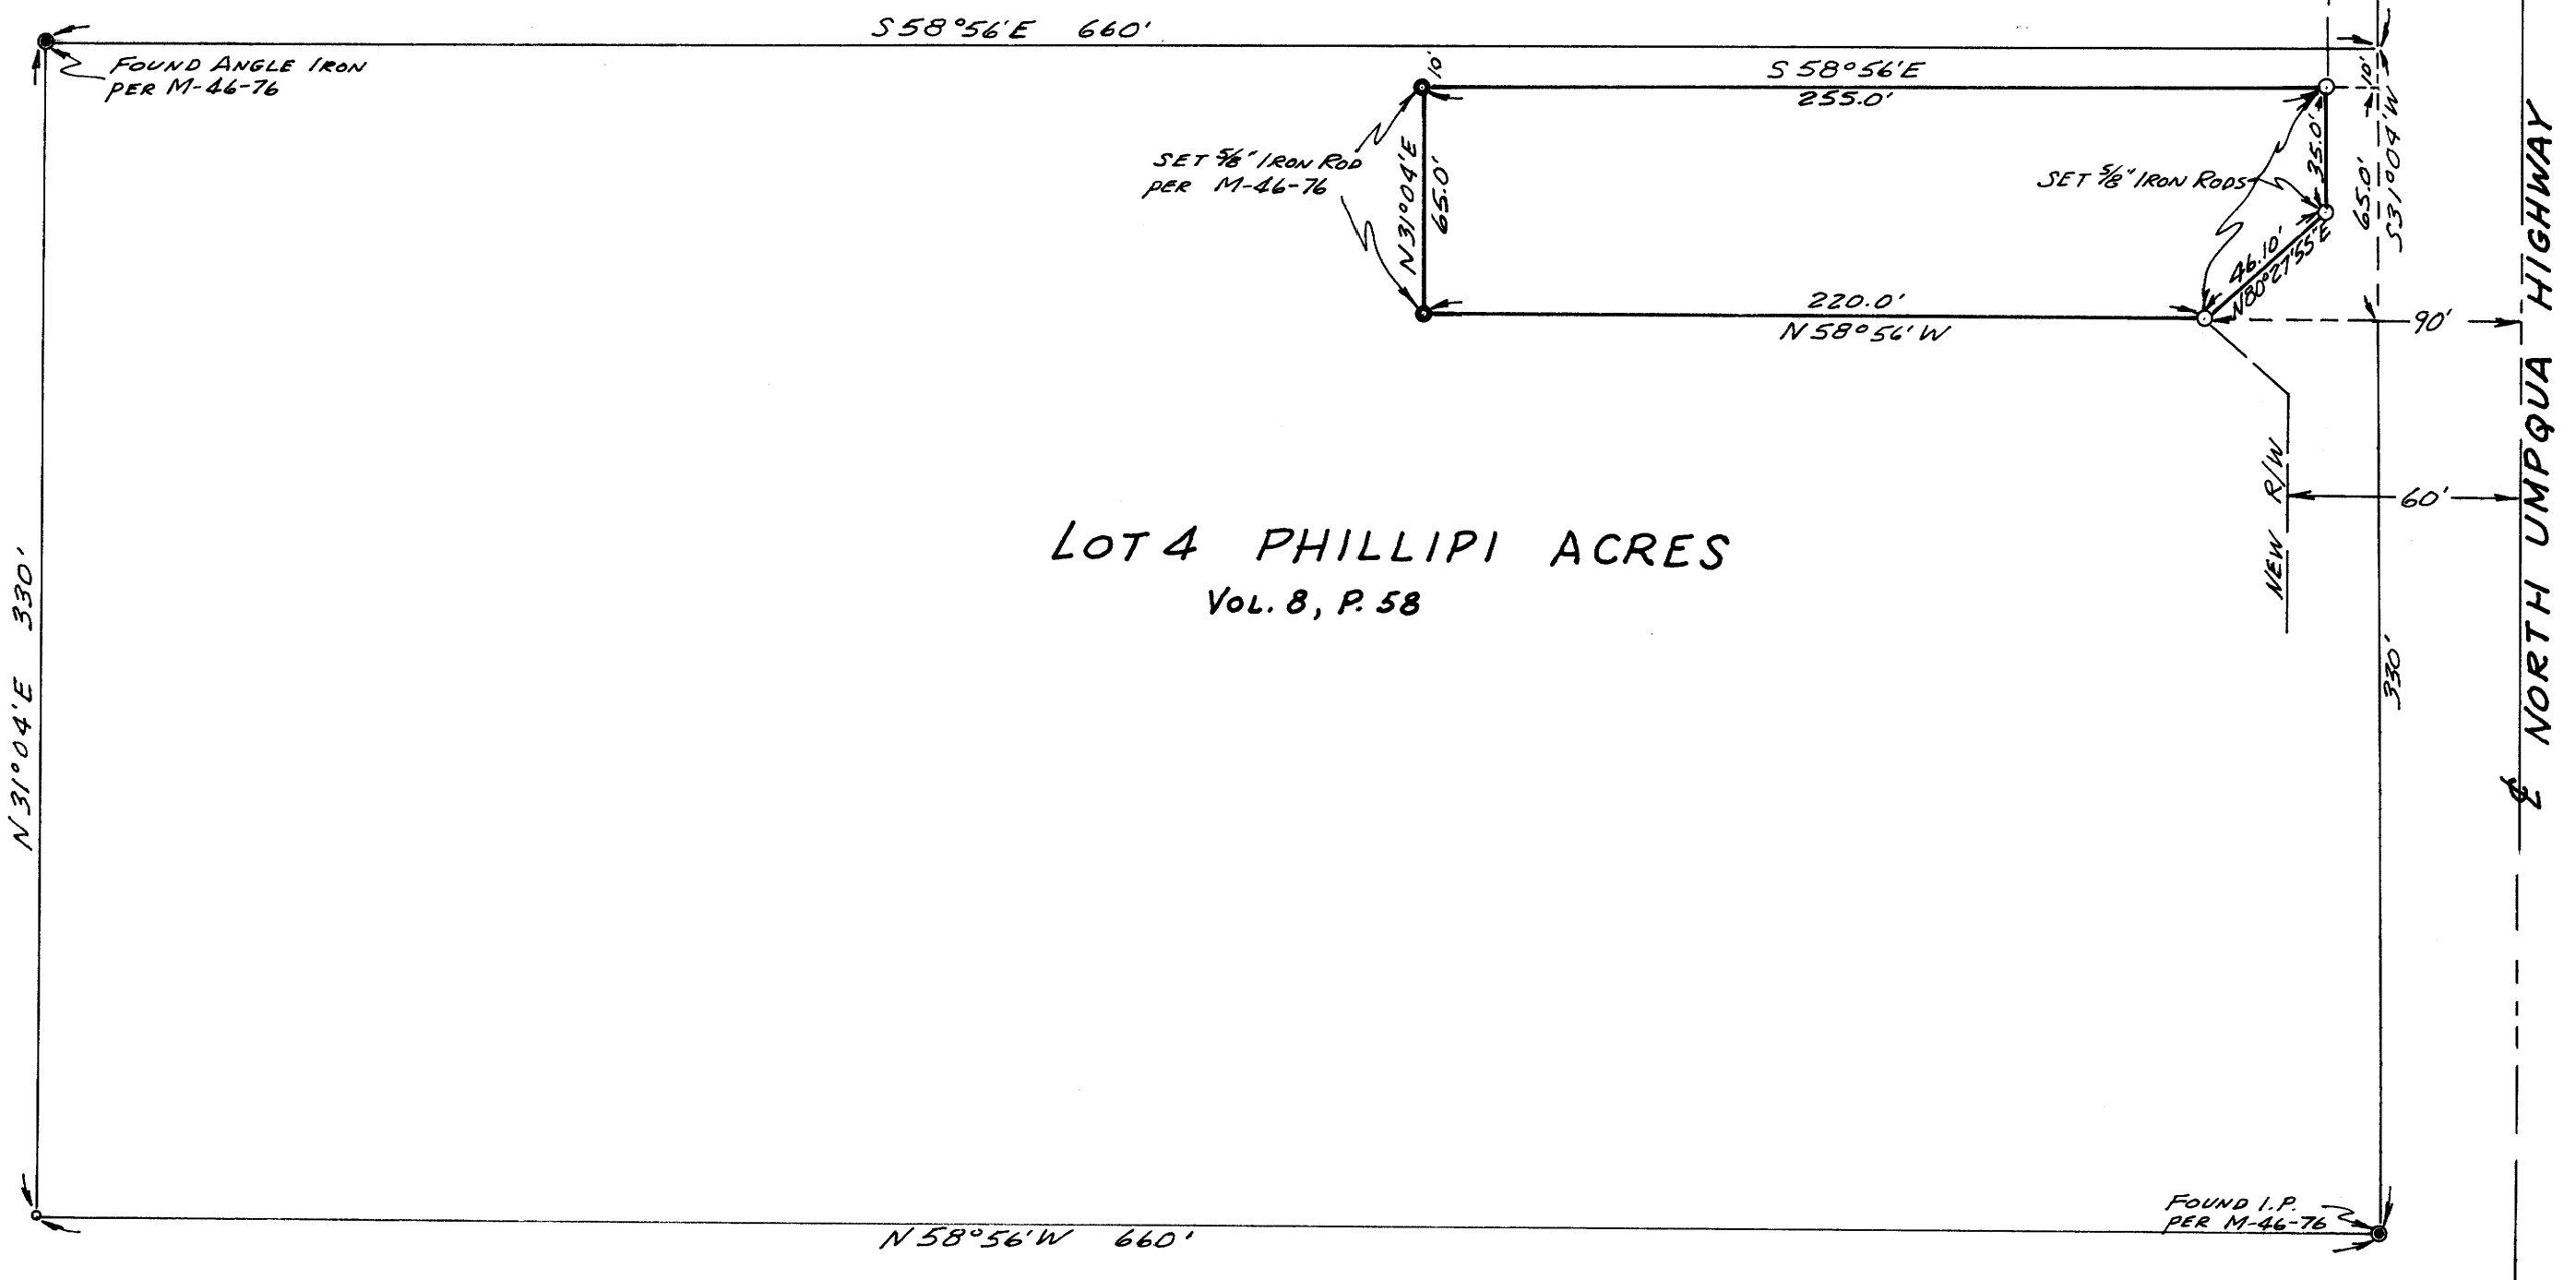 S 58°56'E 660'
FOUND ANGLE IRON
PER M-46-76
10'
S 58°56'E
255.0'
10'
SET 5/8" IRON ROD
PER M-46-76
N31°04'E
65.0'
SET 5/8" IRON RODS
35.0'
65.0'
S31°04'W
46.10'
N80°27'55"E
220.0'
N 58°56'W
90'
NEW R/W
60'
LOT 4 PHILLIPI ACRES
VOL. 8, P. 58
N 31°04'E 330'
330'
℄ NORTH UMPQUA HIGHWAY
FOUND I.P.
PER M-46-76
N 58°56'W 660'